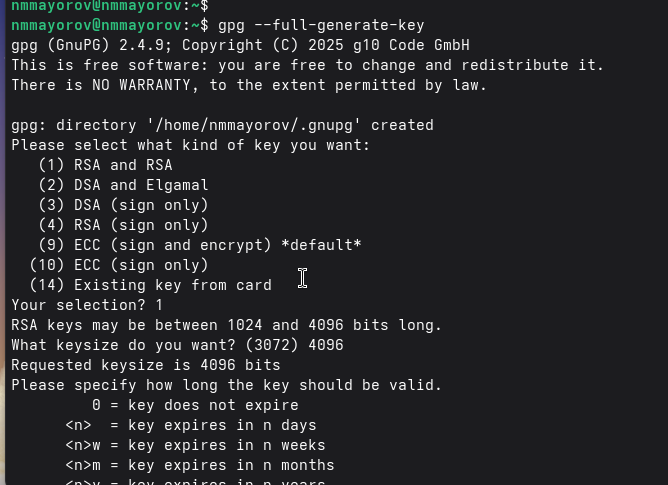 nmmayorov@nmmayorov:~$
nmmayorov@nmmayorov:~$ gpg --full-generate-key
gpg (GnuPG) 2.4.9; Copyright (C) 2025 g10 Code GmbH
This is free software: you are free to change and redistribute it.
There is NO WARRANTY, to the extent permitted by law.

gpg: directory '/home/nmmayorov/.gnupg' created
Please select what kind of key you want:
   (1) RSA and RSA
   (2) DSA and Elgamal
   (3) DSA (sign only)
   (4) RSA (sign only)
   (9) ECC (sign and encrypt) *default*
  (10) ECC (sign only)
  (14) Existing key from card
Your selection? 1
RSA keys may be between 1024 and 4096 bits long.
What keysize do you want? (3072) 4096
Requested keysize is 4096 bits
Please specify how long the key should be valid.
         0 = key does not expire
      <n>  = key expires in n days
      <n>w = key expires in n weeks
      <n>m = key expires in n months
      <n>y = key expires in n years